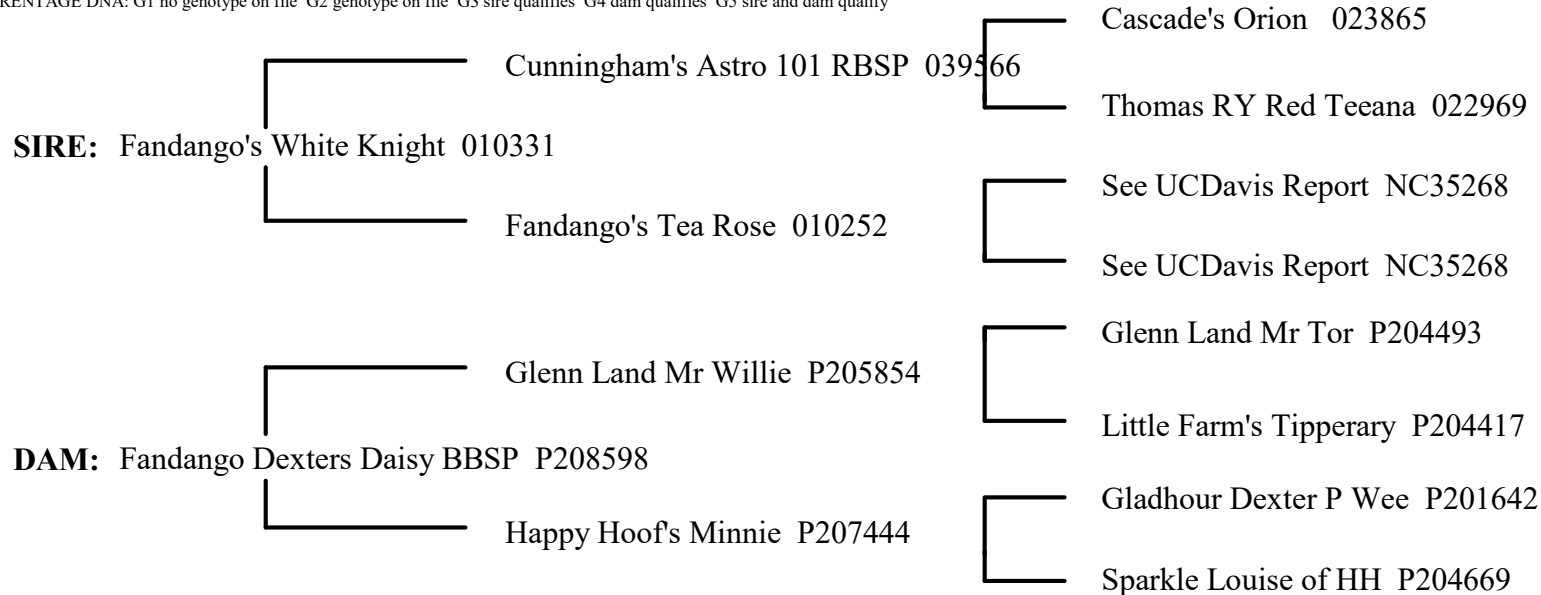 RENTAGE DNA: G1 no genotype on file G2 genotype on file G3 sire qualifies G4 dam qualifies G5 sire and dam qualify
Cascade's Orion 023865
Cunningham's Astro 101 RBSP 039566
Thomas RY Red Teeana 022969
SIRE: Fandango's White Knight 010331
See UCDavis Report NC35268
Fandango's Tea Rose 010252
See UCDavis Report NC35268
Glenn Land Mr Tor P204493
Glenn Land Mr Willie P205854
Little Farm's Tipperary P204417
DAM: Fandango Dexters Daisy BBSP P208598
Gladhour Dexter P Wee P201642
Happy Hoof's Minnie P207444
Sparkle Louise of HH P204669